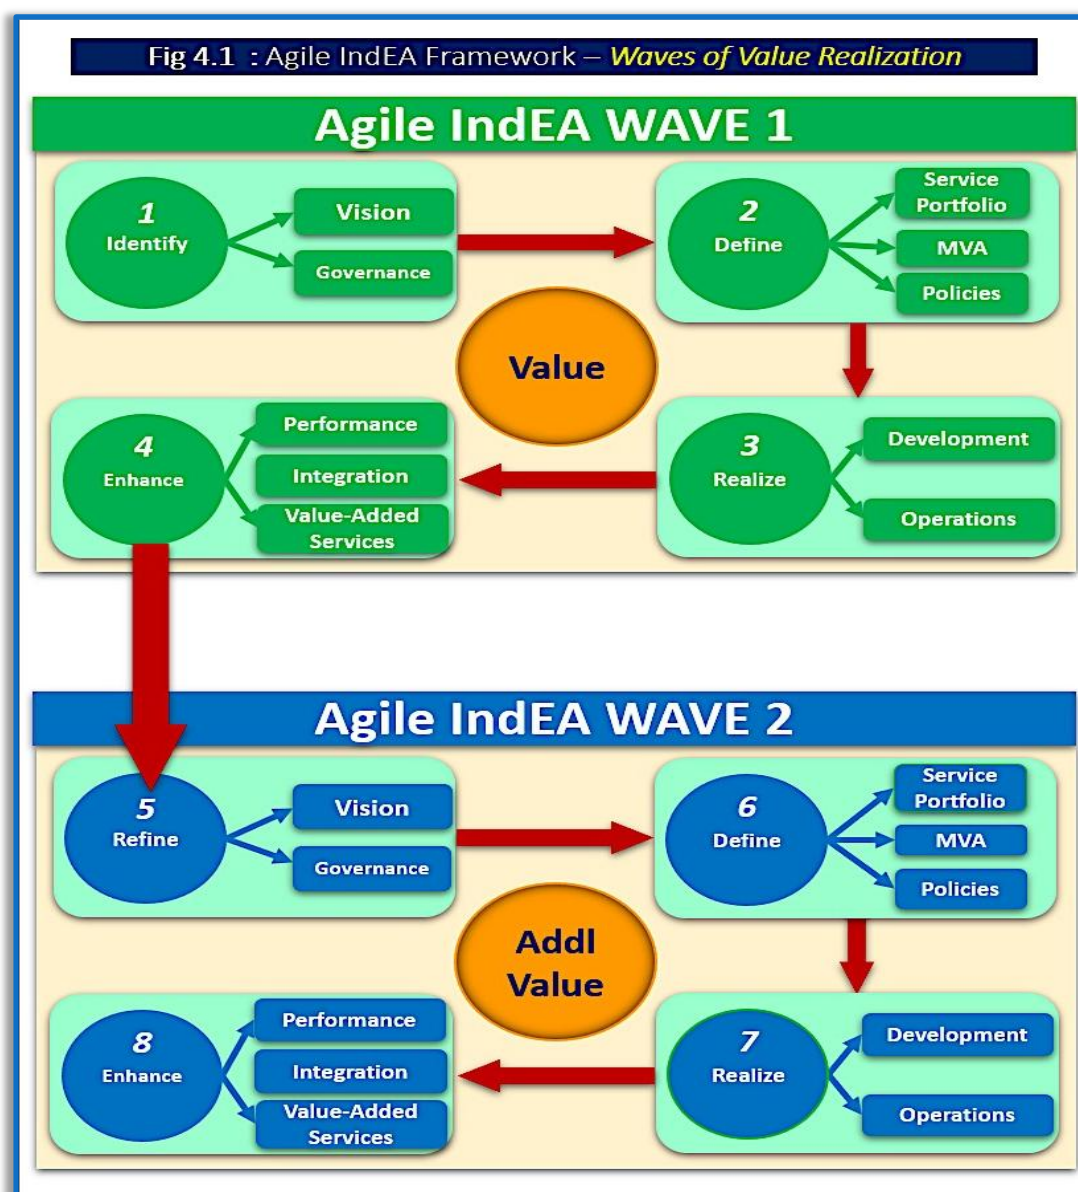 Fig 4.1 : Agile IndEA Framework – Waves of Value Realization
Agile IndEA WAVE 1
1
Identify
Vision
Governance
2
Define
Service
Portfolio
MVA
Policies
Value
4
Enhance
Performance
Integration
Value-Added
Services
3
Realize
Development
Operations
Agile IndEA WAVE 2
5
Refine
Vision
Governance
6
Define
Service
Portfolio
MVA
Policies
Addl
Value
8
Enhance
Performance
Integration
Value-Added
Services
7
Realize
Development
Operations